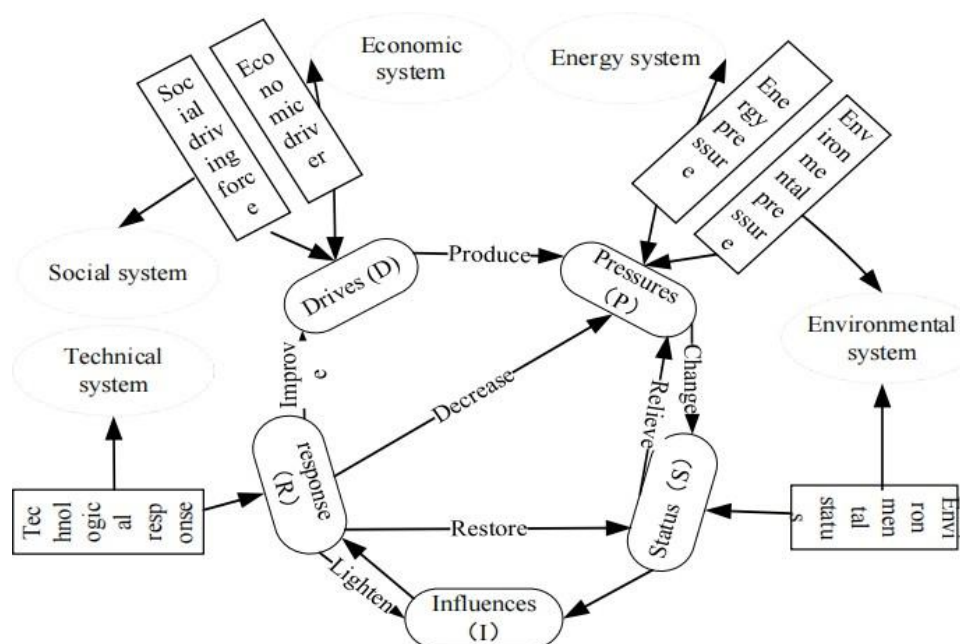 Economic
system
Energy system
Soc
ial driv
ing
forc
e
Eco
no
mic
driv
er
Ene
rgy
pre
ssur
e
Env
iron
me
ntal
pre
ssur
e
Social system
Drives (D)
Produce
Pressures
(P)
Technical
system
Environmental
system
Improv
e
Decrease
Relieve
Change
response
(R)
Status
(S)
Tec
hnol
ogic
al
resp
onse
Restore
Envi
ron
men
tal
statu
s
Lighten
Influences
(I)